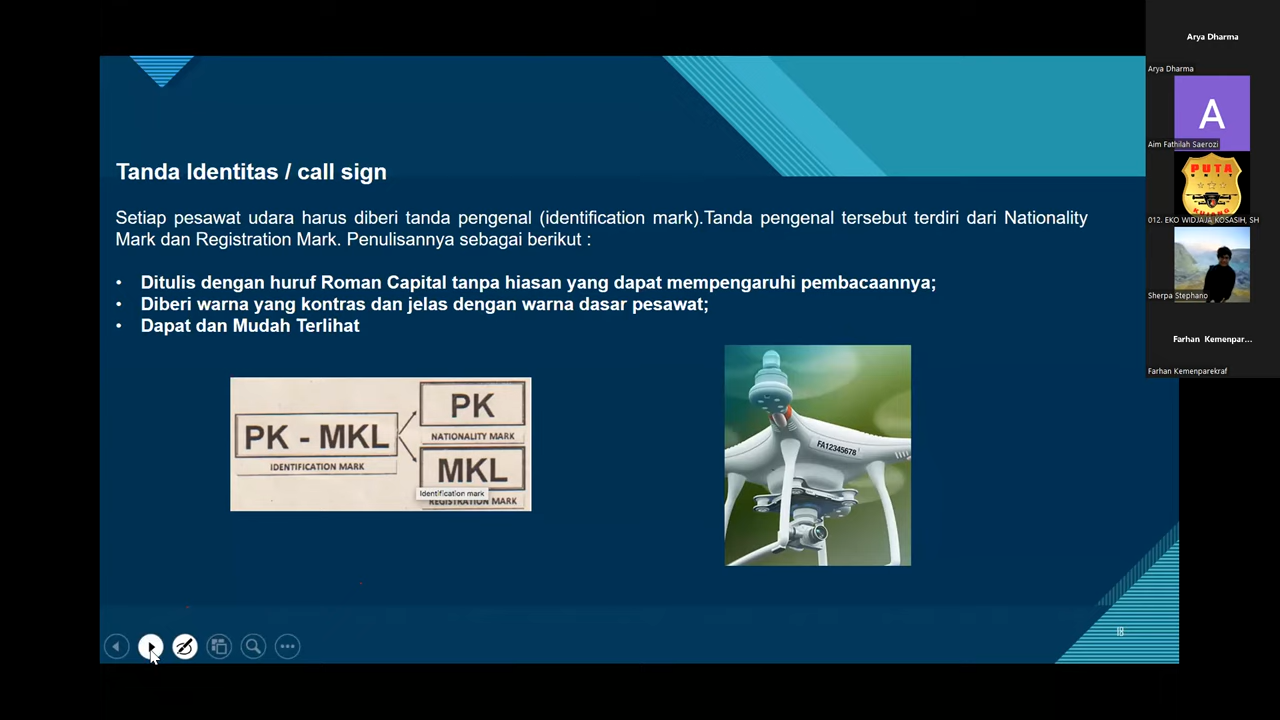 Tanda Identitas / call sign
Setiap pesawat udara harus diberi tanda pengenal (identification mark).Tanda pengenal tersebut terdiri dari Nationality
Mark dan Registration Mark. Penulisannya sebagai berikut :
• Ditulis dengan huruf Roman Capital tanpa hiasan yang dapat mempengaruhi pembacaannya;
• Diberi warna yang kontras dan jelas dengan warna dasar pesawat;
• Dapat dan Mudah Terlihat
PK - MKL
IDENTIFICATION MARK
PK
NATIONALITY MARK
MKL
Identification mark
REGISTRATION MARK
FA12345678
18
Arya Dharma
Arya Dharma
A
Aim Fathilah Saerozi
PUTA
UNIT
012. EKO WIDJAJA KOSASIH, SH
Sherpa Stephano
Farhan Kemenpar...
Farhan Kemenparekraf